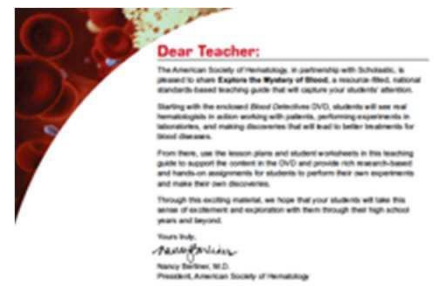 Dear Teacher:
The American Society of Hematology, in partnership with Scholastic, is
pleased to share Explore the Mystery of Blood, a resource-filled, national
standards-based teaching guide that will capture your students' attention.
Starting with the enclosed Blood Detectives DVD, students will see real
hematologists in action working with patients, performing experiments in
laboratories, and making discoveries that will lead to better treatments for
blood diseases.
From there, use the lesson plans and student worksheets in this teaching
guide to support the content in the DVD and provide rich research-based
and hands-on assignments for students to perform their own experiments
and make their own discoveries.
Through this exciting material, we hope that your students will take this
sense of excitement and exploration with them through their high school
years and beyond.
Yours truly,
Nancy Berliner
Nancy Berliner, M.D.
President, American Society of Hematology